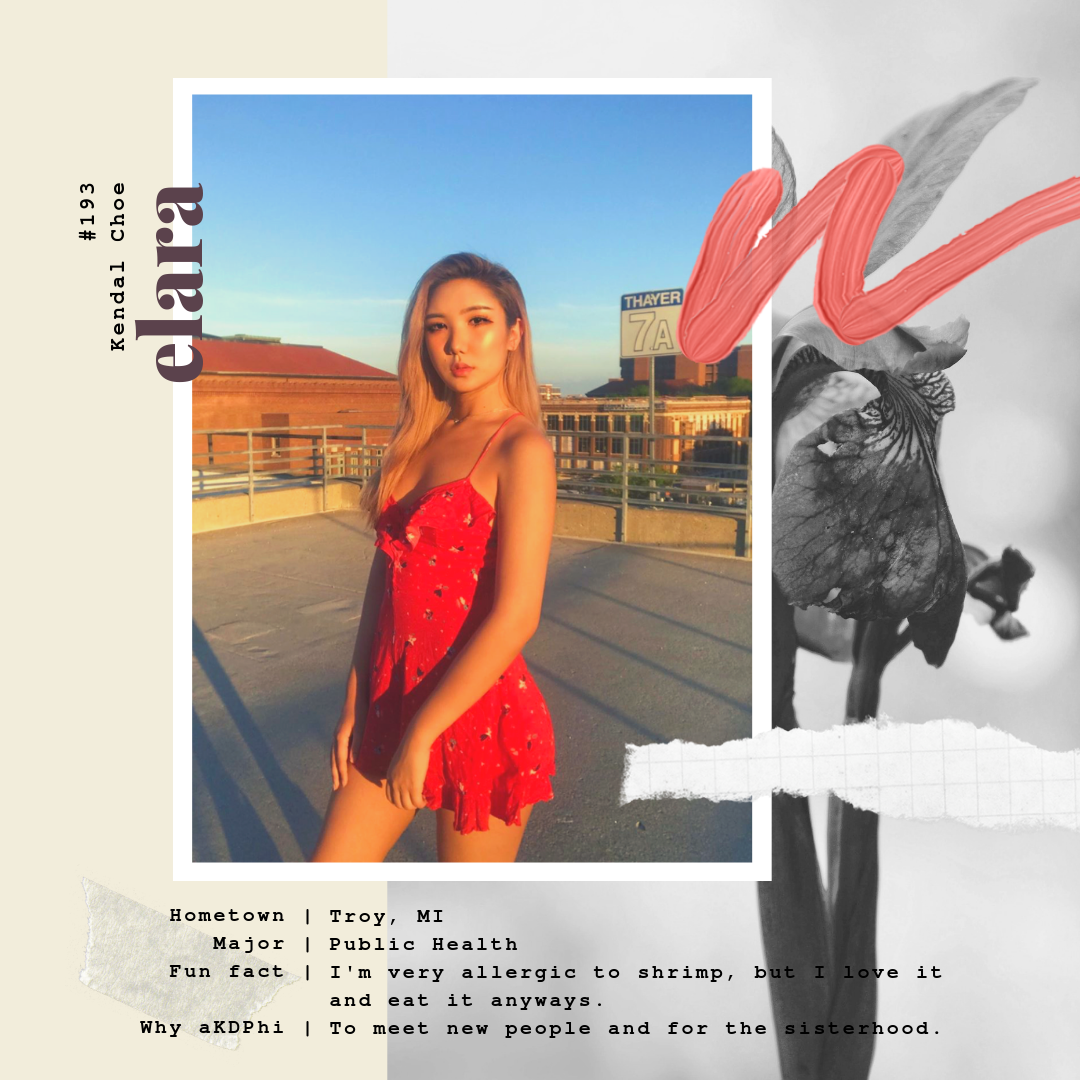 #193
Kendal Choe
elara
THAYER
7A
Hometown | Troy, MI
Major | Public Health
Fun fact | I'm very allergic to shrimp, but I love it
and eat it anyways.
Why aKDPhi | To meet new people and for the sisterhood.